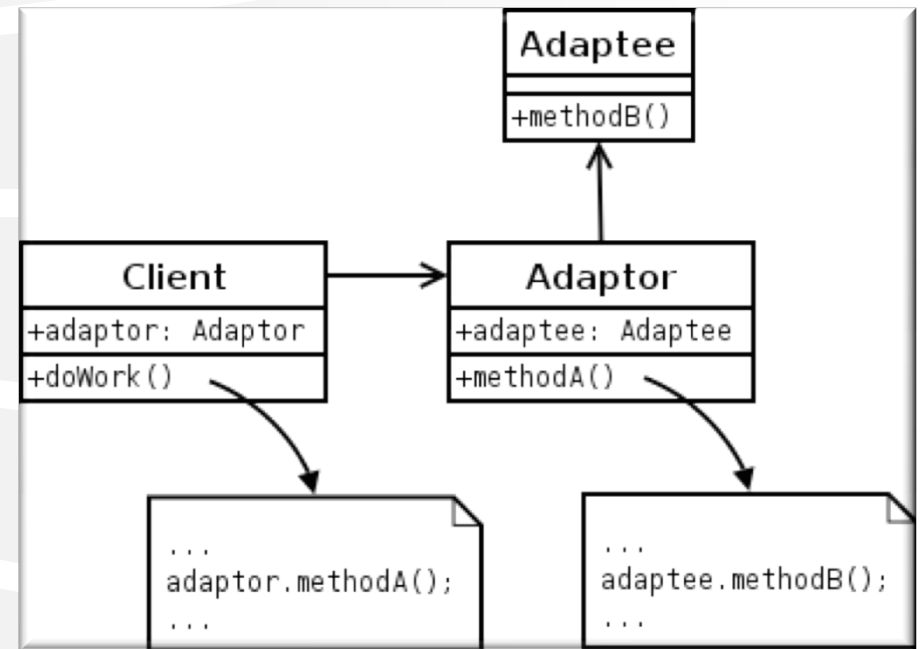 Adaptee
+methodB()
Client
+adaptor: Adaptor
+doWork()
Adaptor
+adaptee: Adaptee
+methodA()
...
adaptor.methodA();
...
...
adaptee.methodB();
...